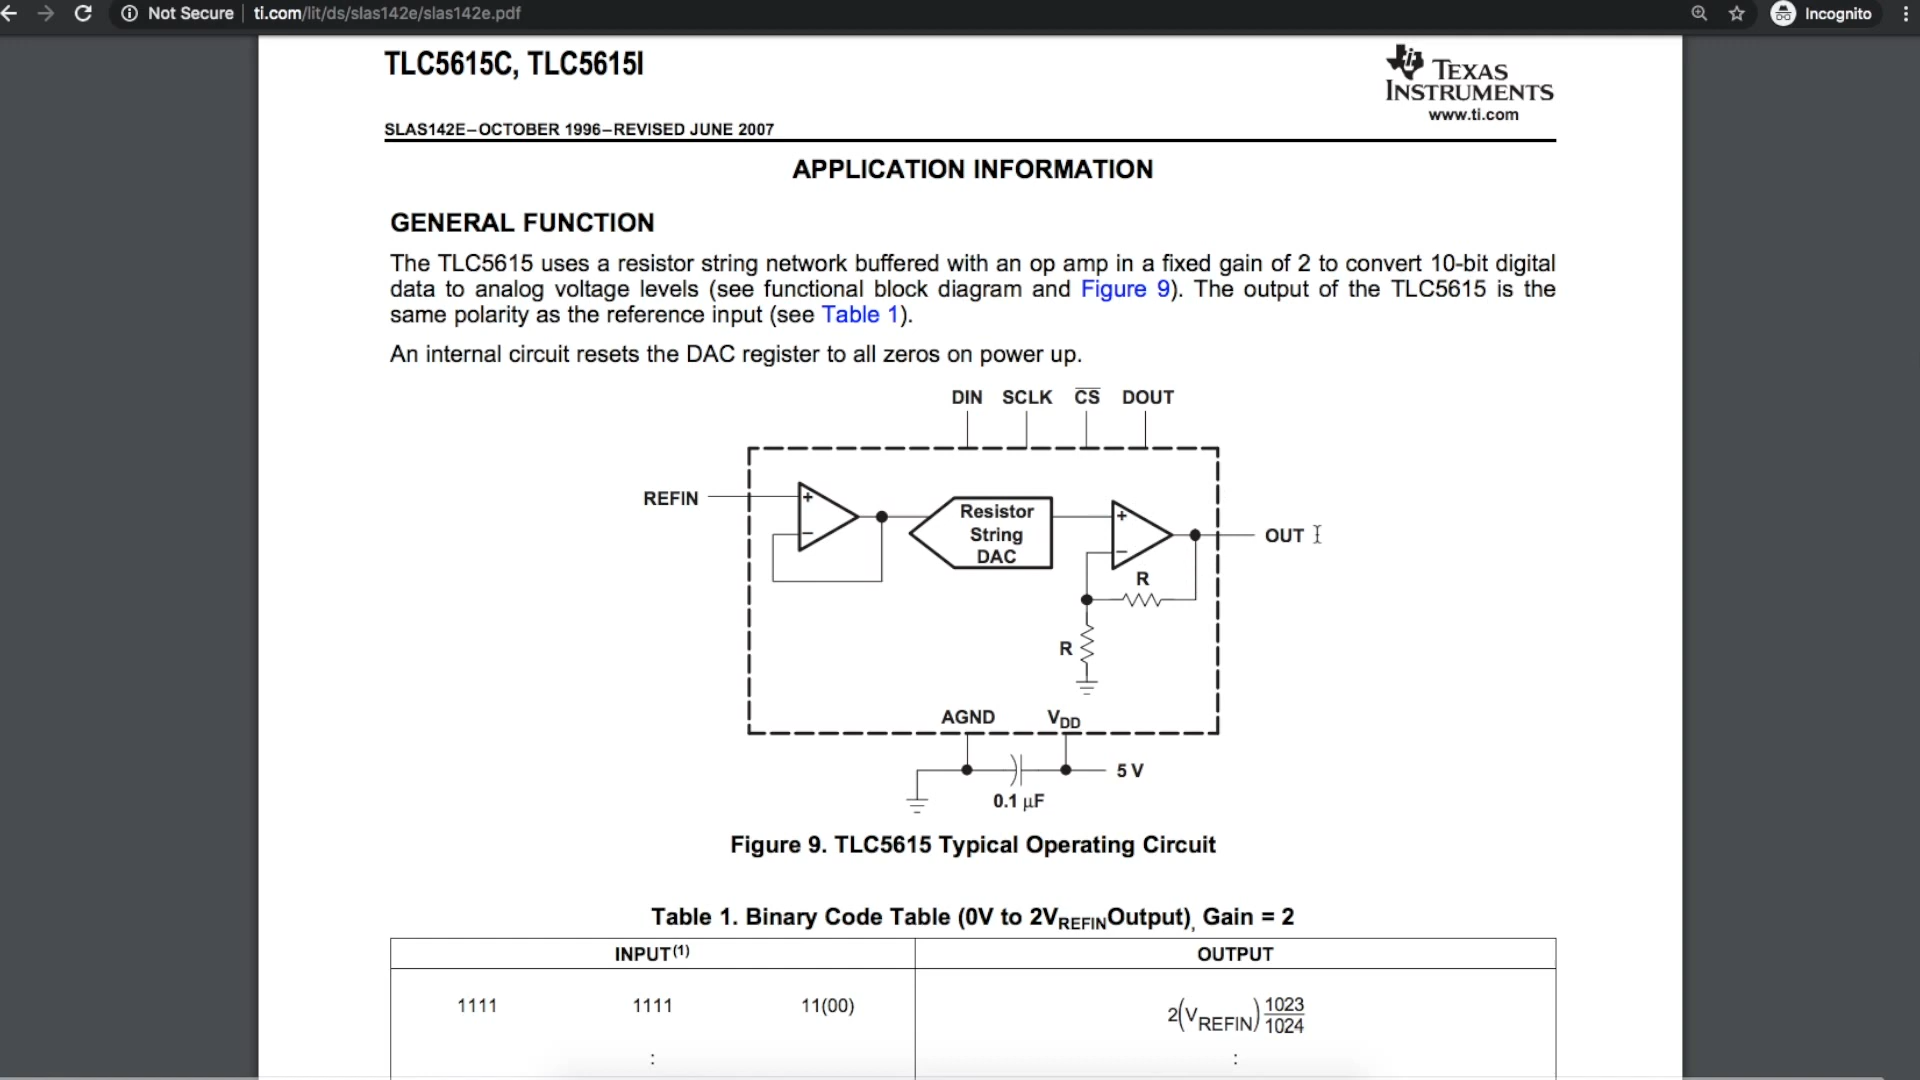 Not Secure ti.com/lit/ds/slas142e/slas142e.pdf Incognito
TLC5615C, TLC5615I
TEXAS
INSTRUMENTS
www.ti.com
SLAS142E–OCTOBER 1996–REVISED JUNE 2007
APPLICATION INFORMATION
GENERAL FUNCTION
The TLC5615 uses a resistor string network buffered with an op amp in a fixed gain of 2 to convert 10-bit digital
data to analog voltage levels (see functional block diagram and Figure 9). The output of the TLC5615 is the
same polarity as the reference input (see Table 1).
An internal circuit resets the DAC register to all zeros on power up.
DIN SCLK C̅S̅ DOUT
REFIN
+
−
Resistor
String
DAC
+
−
OUT
R
R
AGND VDD
5 V
0.1 µF
Figure 9. TLC5615 Typical Operating Circuit
Table 1. Binary Code Table (0V to 2VREFINOutput), Gain = 2
INPUT(1) OUTPUT
1111 1111 11(00) 2(VREFIN) 1023/1024
: :